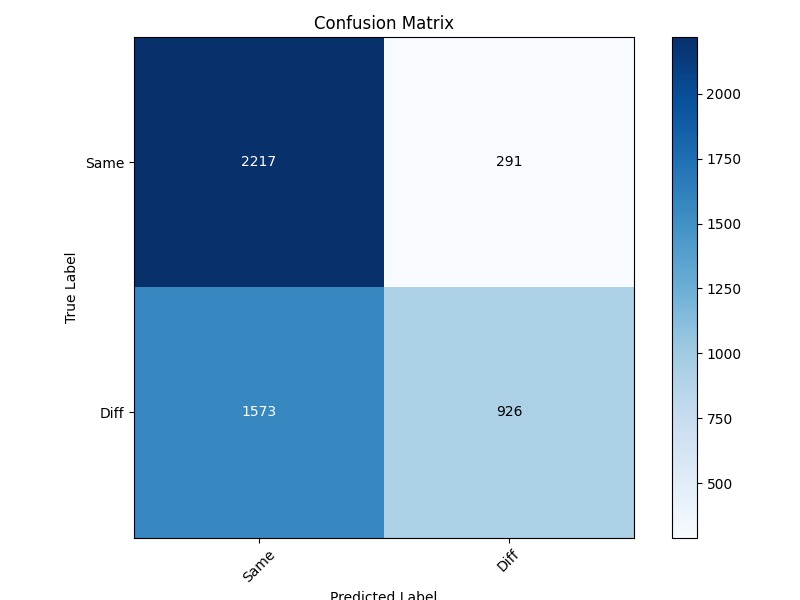 Confusion Matrix
Same
2217
291
Diff
1573
926
True Label
Same
Diff
Predicted Label
2000
1750
1500
1250
1000
750
500